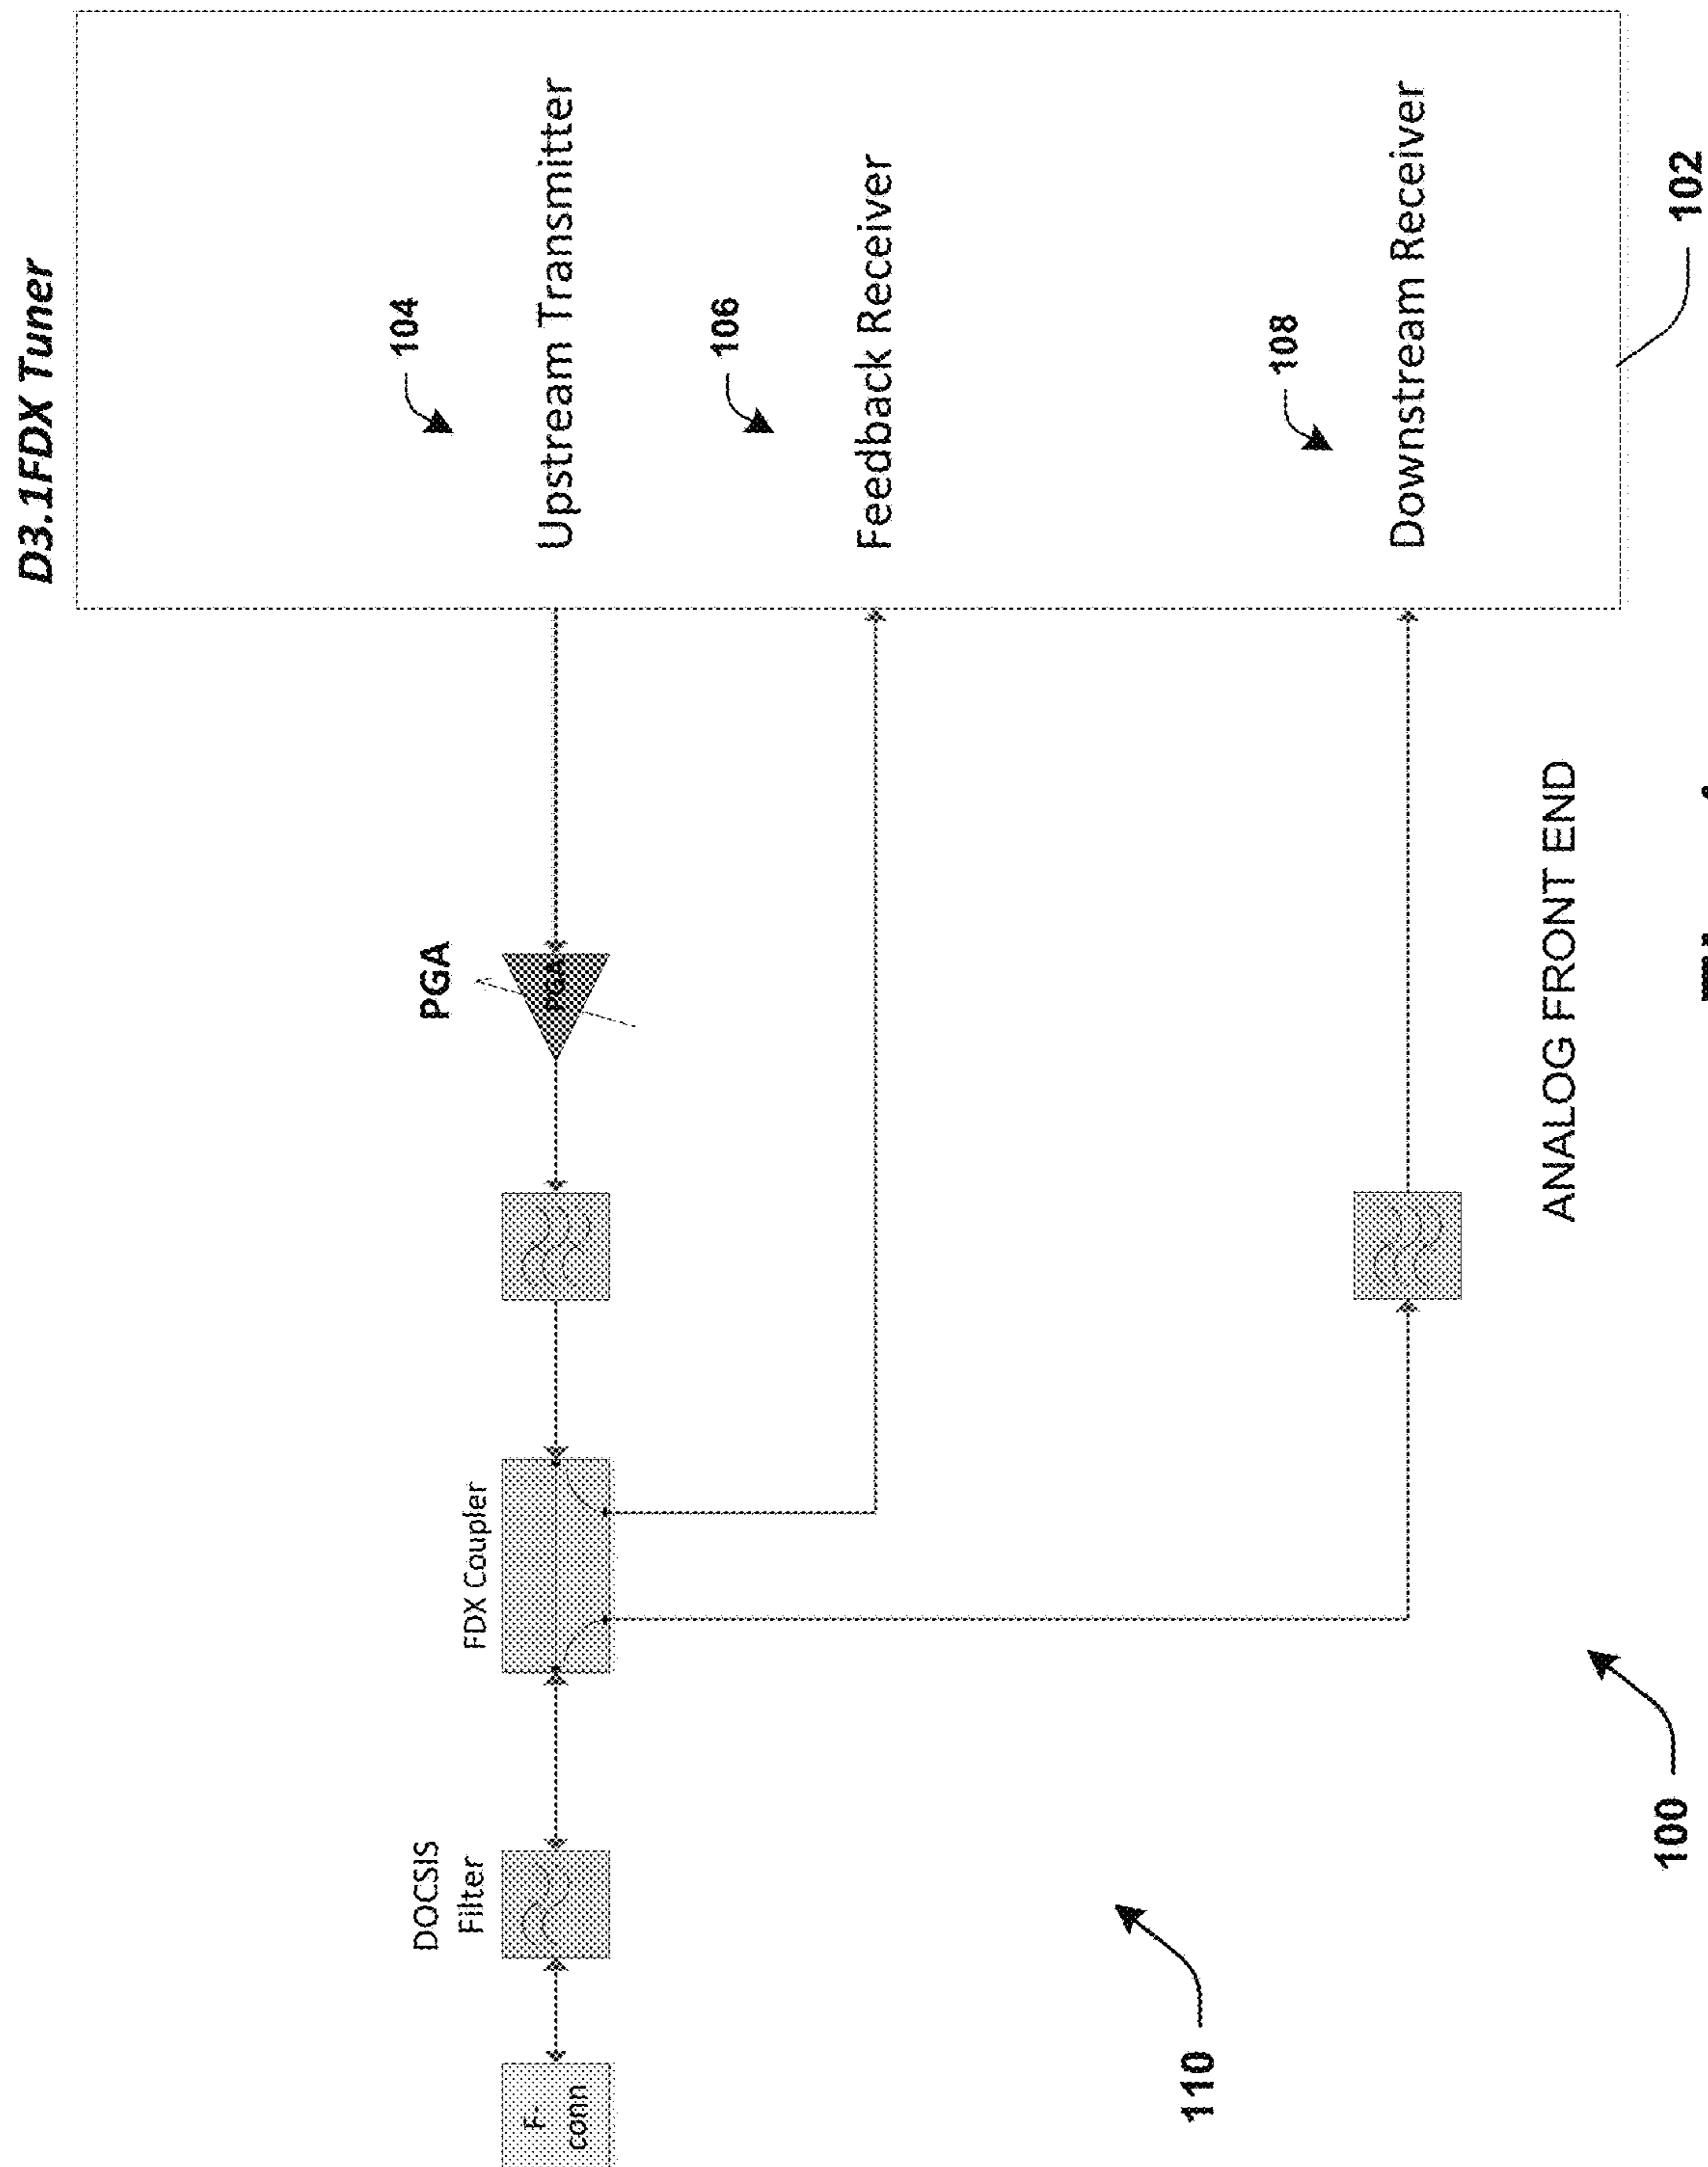 D3.1FDX Tuner
104
Upstream Transmitter
106
Feedback Receiver
108
Downstream Receiver
102
PGA
PGA
FDX Coupler
DOCSIS
Filter
F-
conn
ANALOG FRONT END
110
100